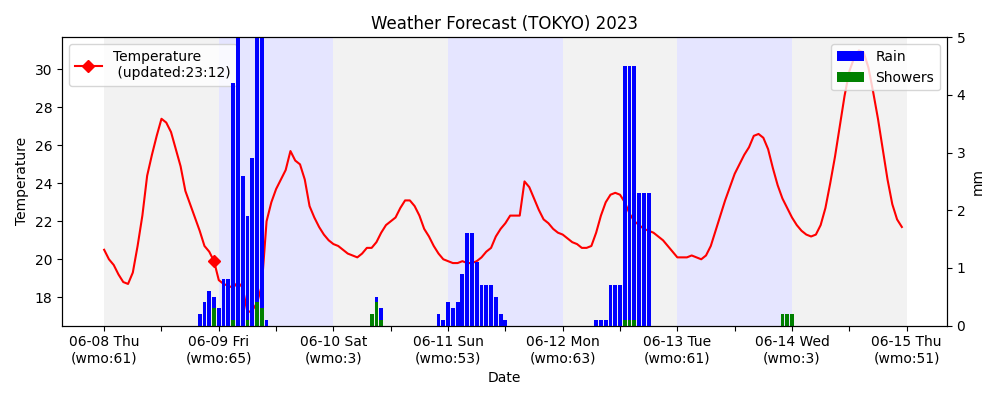 Weather Forecast (TOKYO) 2023
Temperature
(updated:23:12)
Rain
Showers
Temperature
30
28
26
24
22
20
18
5
4
3
2
1
0
mm
06-08 Thu
(wmo:61)
06-09 Fri
(wmo:65)
06-10 Sat
(wmo:3)
06-11 Sun
(wmo:53)
06-12 Mon
(wmo:63)
06-13 Tue
(wmo:61)
06-14 Wed
(wmo:3)
06-15 Thu
(wmo:51)
Date